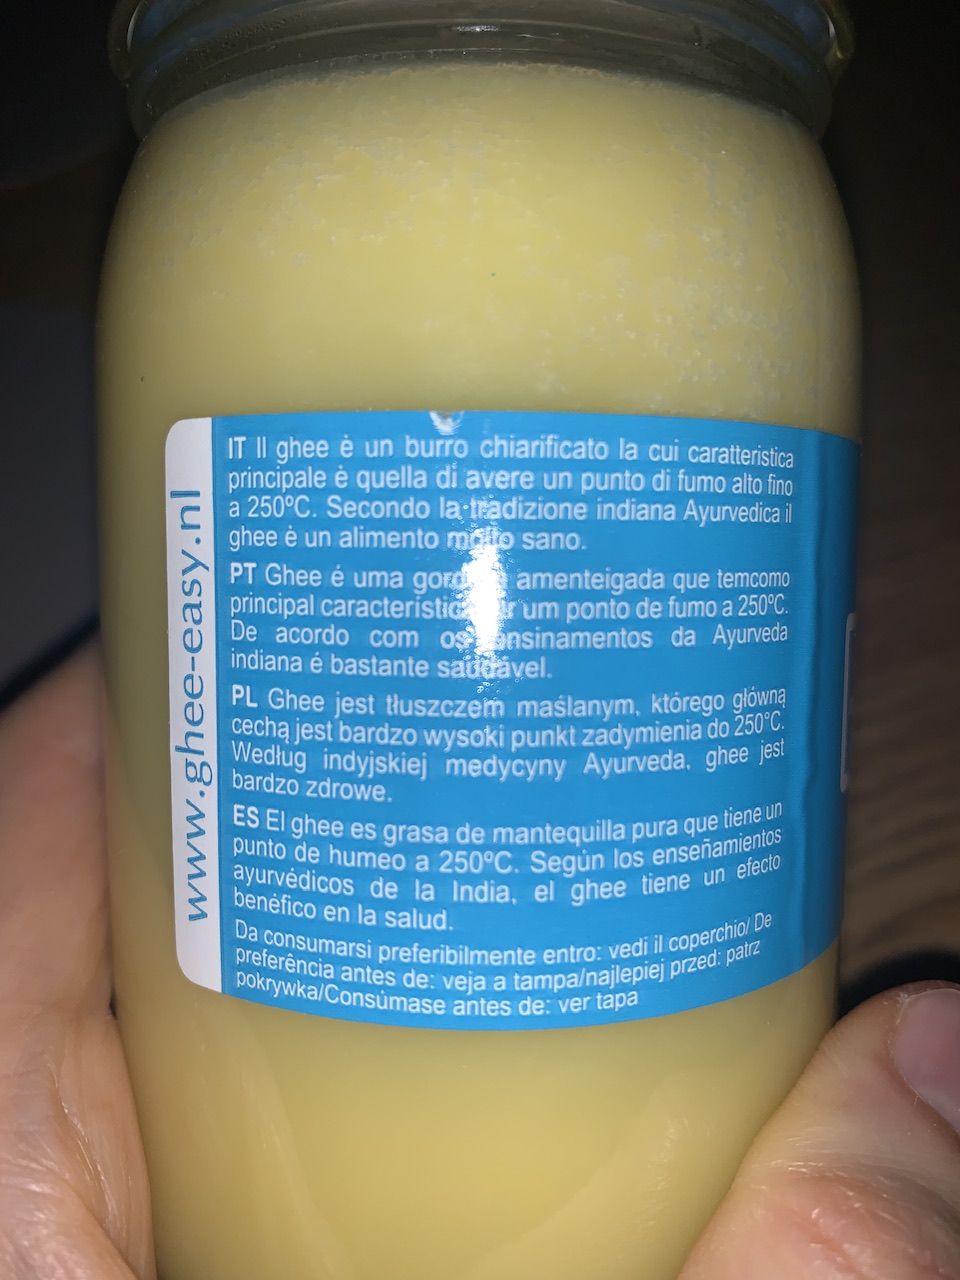 www.ghee-easy.nl
IT Il ghee è un burro chiarificato la cui caratteristica
principale è quella di avere un punto di fumo alto fino
a 250ºC. Secondo la tradizione indiana Ayurvedica il
ghee è un alimento molto sano.
PT Ghee é uma amenteigada que temcomo
principal um ponto de fumo a 250ºC.
De acordo com os ensinamentos da Ayurveda
indiana é bastante saudável.
PL Ghee jest tłuszczem maślanym, którego główną
cechą jest bardzo wysoki punkt zadymienia do 250°C.
Według indyjskiej medycyny Ayurveda, ghee jest
bardzo zdrowe.
ES El ghee es grasa de mantequilla pura que tiene un
punto de humeo a 250ºC. Según los enseñamientos
ayurvédicos de la India, el ghee tiene un efecto
benéfico en la salud.
Da consumarsi preferibilmente entro: vedi il coperchio/ De
preferência antes de: veja a tampa/najlepiej przed: patrz
pokrywka/Consúmase antes de: ver tapa